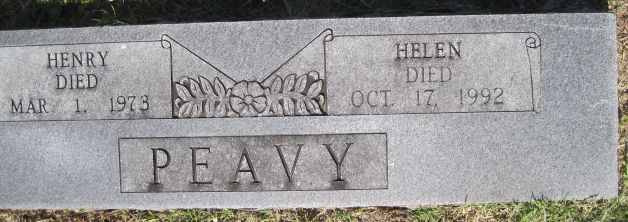 HENRY
DIED
MAR 1, 1973
HELEN
DIED
OCT. 17, 1992
PEAVY